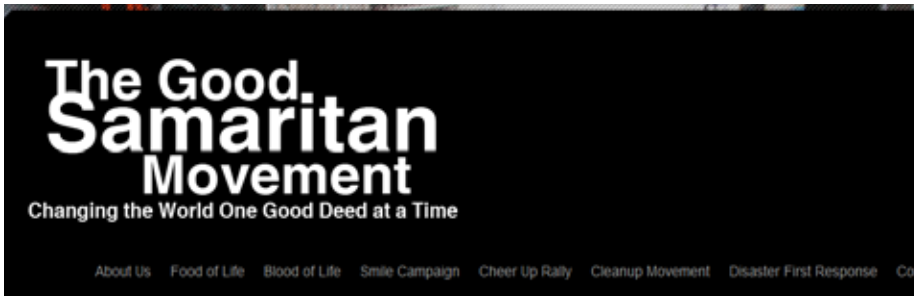 The Good
Samaritan
Movement
Changing the World One Good Deed at a Time
About Us Food of Life Blood of Life Smile Campaign Cheer Up Rally Cleanup Movement Disaster First Response